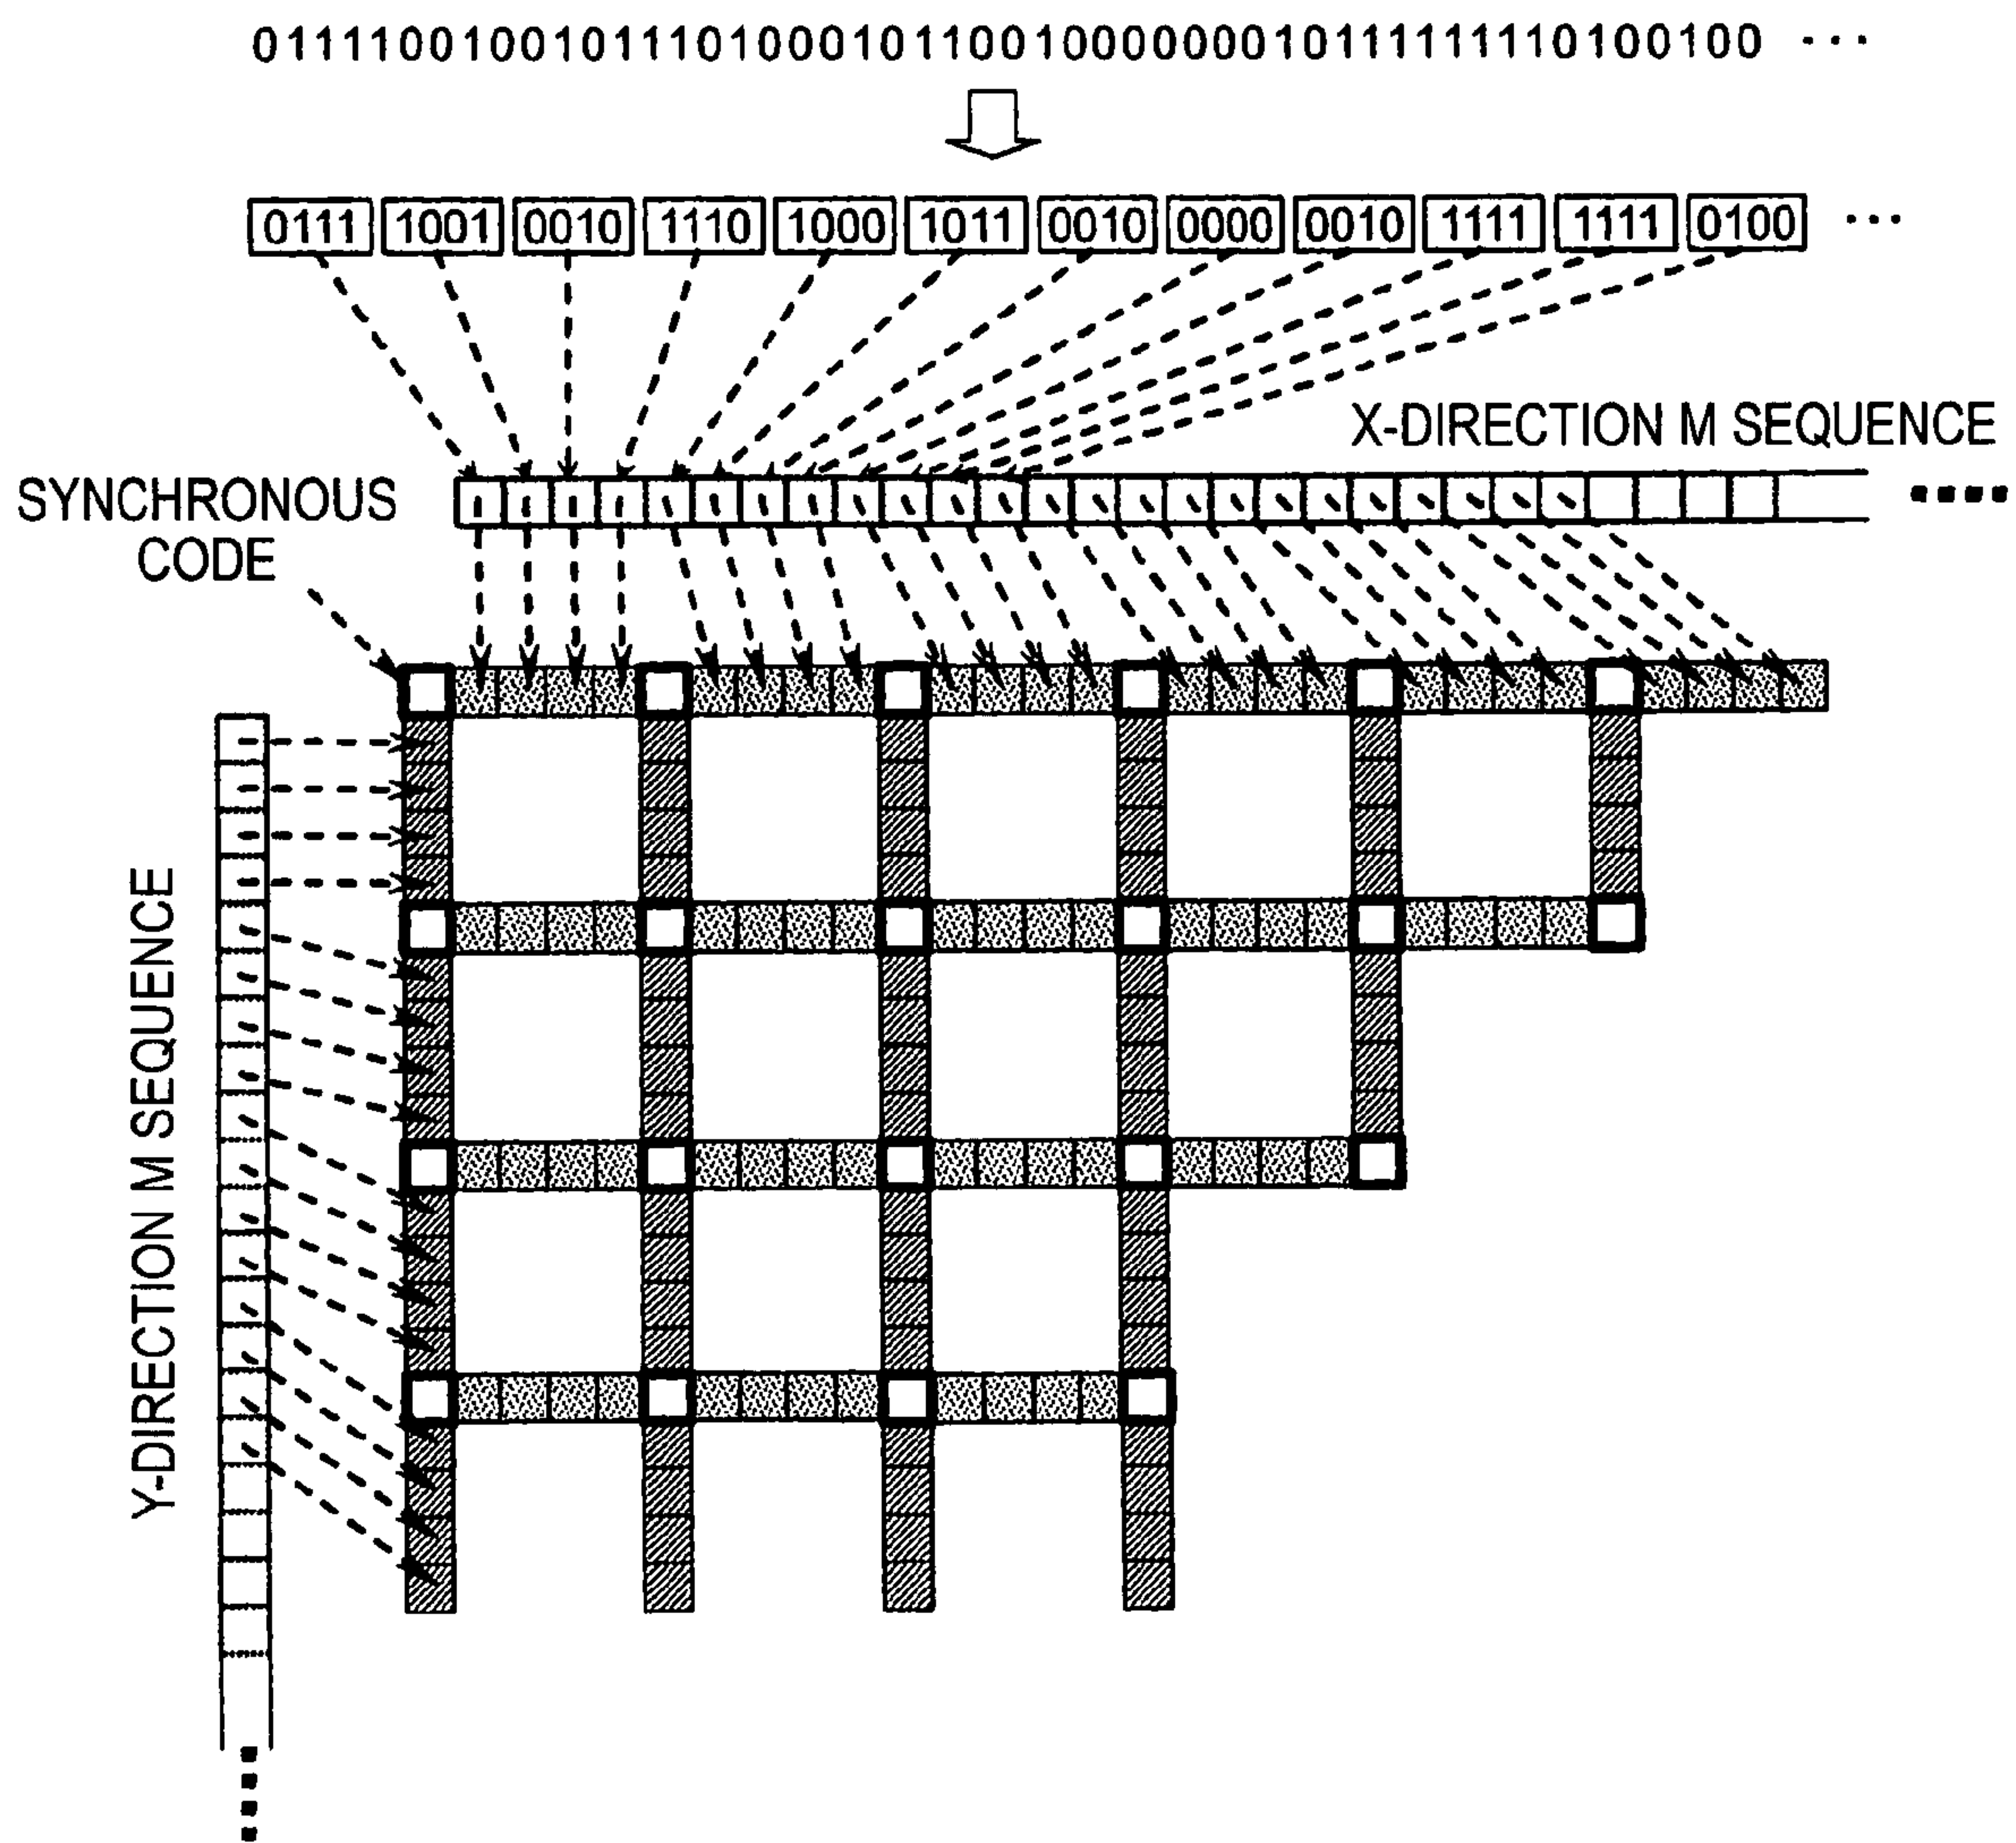 011110010010111010001011001000000010111111110100100 ···
0111 1001 0010 1110 1000 1011 0010 0000 0010 1111 1111 0100 ···
X-DIRECTION M SEQUENCE
SYNCHRONOUS
CODE
Y-DIRECTION M SEQUENCE